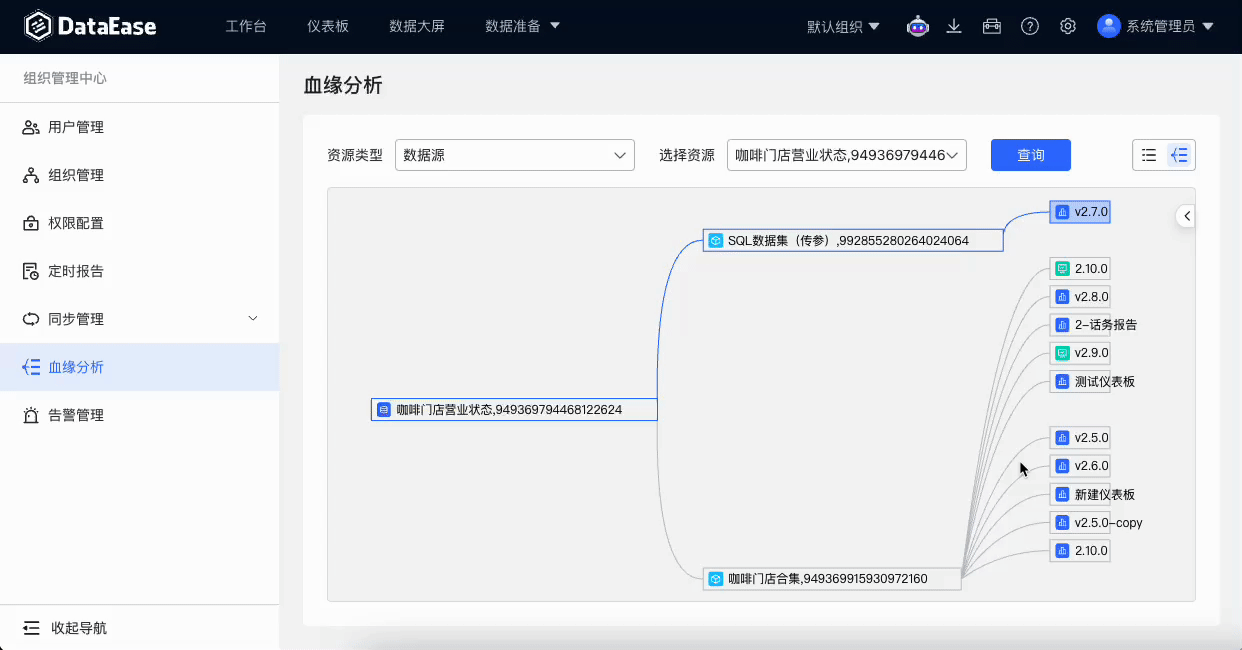 DataEase 工作台 仪表板 数据大屏 数据准备 默认组织 系统管理员
组织管理中心
用户管理
组织管理
权限配置
定时报告
同步管理
血缘分析
告警管理
收起导航
血缘分析
资源类型 数据源 选择资源 咖啡门店营业状态,94936979446 查询
v2.7.0
SQL数据集（传参）,992855280264024064
2.10.0
v2.8.0
2-话务报告
v2.9.0
测试仪表板
咖啡门店营业状态,949369794468122624
v2.5.0
v2.6.0
新建仪表板
v2.5.0-copy
2.10.0
咖啡门店合集,949369915930972160